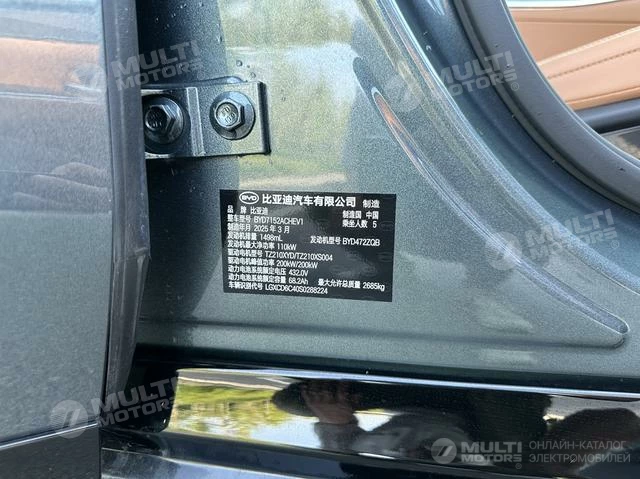 MULTI MOTORS
MULTI MOTORS
BYD 比亚迪汽车有限公司 制造
品 牌 比亚迪 制造国 中国
整车型号 BYD7152ACHEV1 乘坐人数 5
制造年月 2025 年 3 月
发动机排量 1498mL 发动机型号 BYD472ZQB
发动机最大净功率 110kW
驱动电机型号 TZ210XYD/TZ210XS004
驱动电机峰值功率 200kW/200kW
动力电池系统额定电压 432.0V
动力电池系统额定容量 68.2Ah 最大允许总质量 2685kg
车辆识别代号 LGXCD6C40S0288224
MULTI MOTORS
MULTI MOTORS
MULTI MOTORS
MULTI MOTORS ОНЛАЙН-КАТАЛОГ ЭЛЕКТРОМОБИЛЕЙ